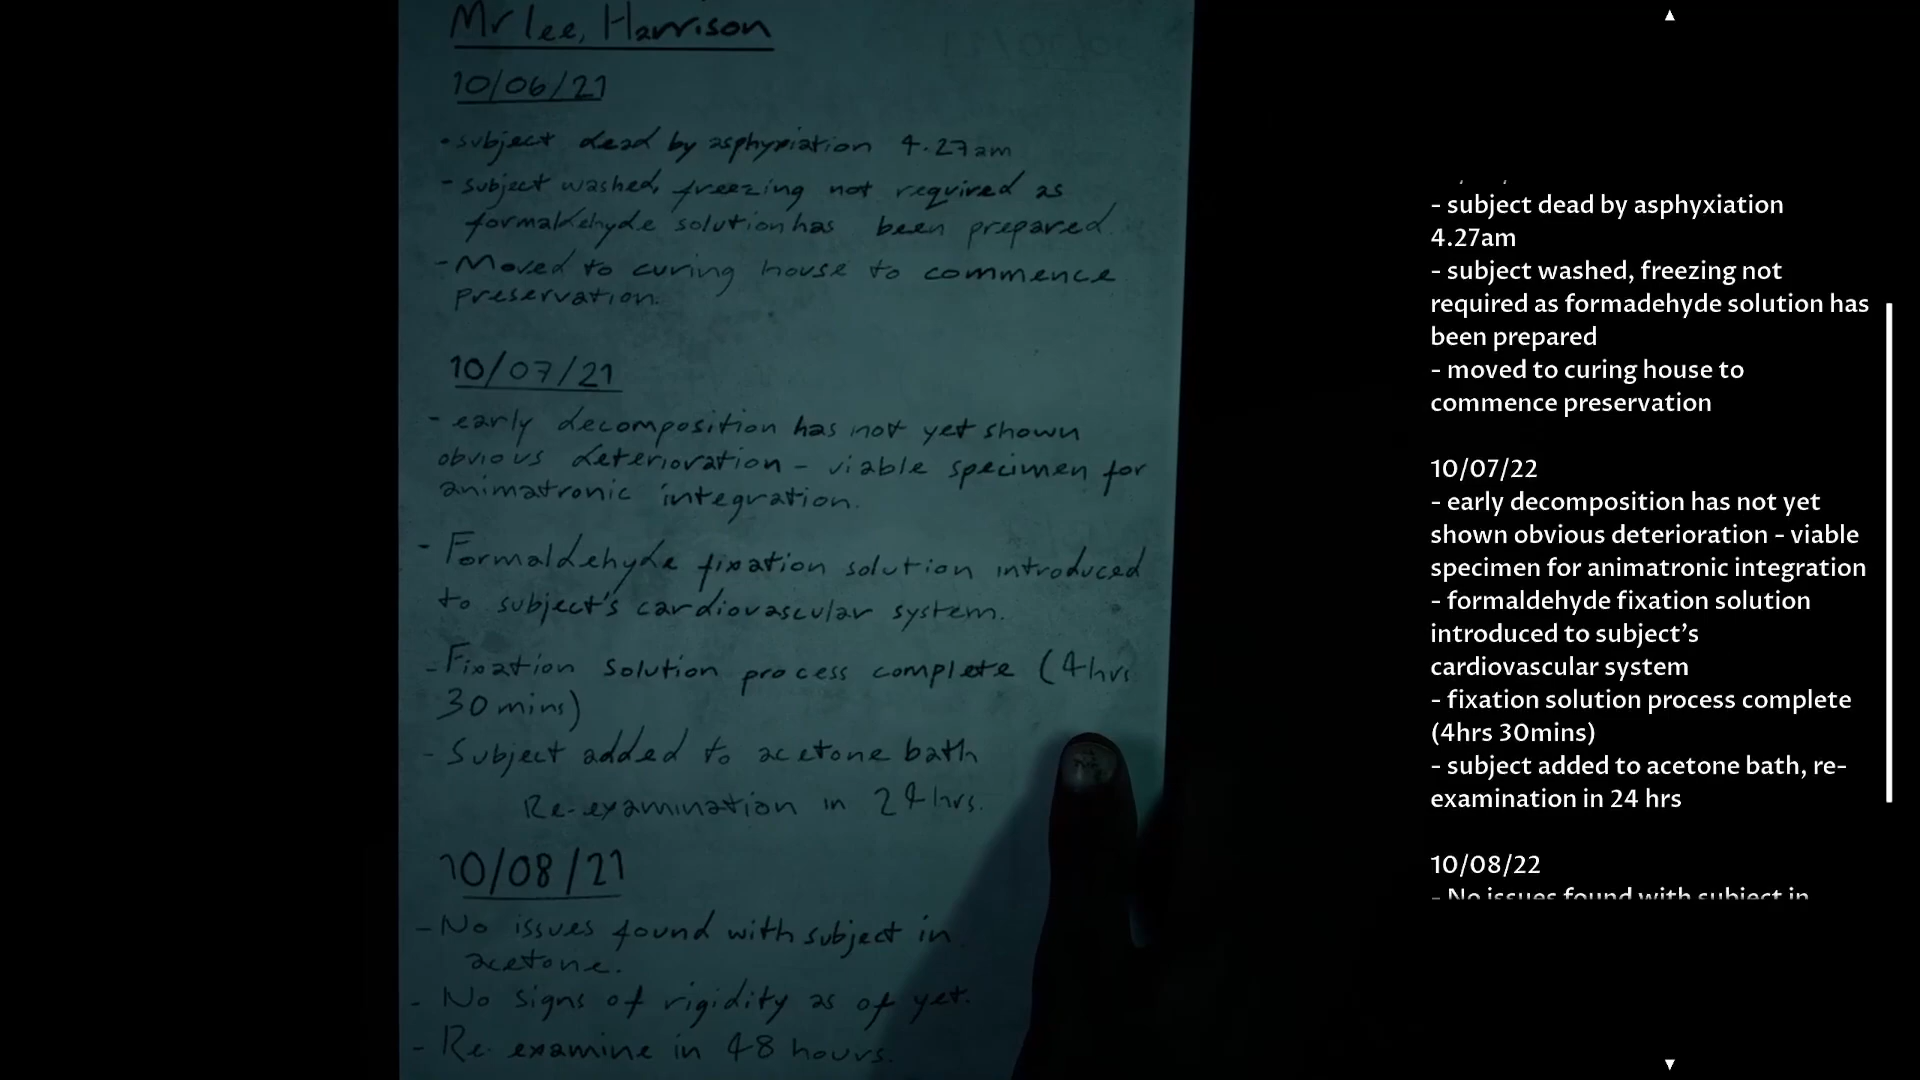 Mr Lee, Harrison
10/06/21
- subject dead by asphyxiation 4.27am
- subject washed, freezing not required as
formaldehyde solution has been prepared.
- Moved to curing house to commence
preservation.
10/07/21
- early decomposition has not yet shown
obvious deterioration - viable specimen for
animatronic integration.
- Formaldehyde fixation solution introduced
to subject's cardiovascular system.
- Fixation solution process complete (4hrs
30mins)
- Subject added to acetone bath
Re-examination in 24hrs.
10/08/21
- No issues found with subject in
acetone.
- No signs of rigidity as of yet.
- Re-examine in 48 hours.
- subject dead by asphyxiation
4.27am
- subject washed, freezing not
required as formadehyde solution has
been prepared
- moved to curing house to
commence preservation
10/07/22
- early decomposition has not yet
shown obvious deterioration - viable
specimen for animatronic integration
- formaldehyde fixation solution
introduced to subject's
cardiovascular system
- fixation solution process complete
(4hrs 30mins)
- subject added to acetone bath, re-
examination in 24 hrs
10/08/22
- No issues found with subject in